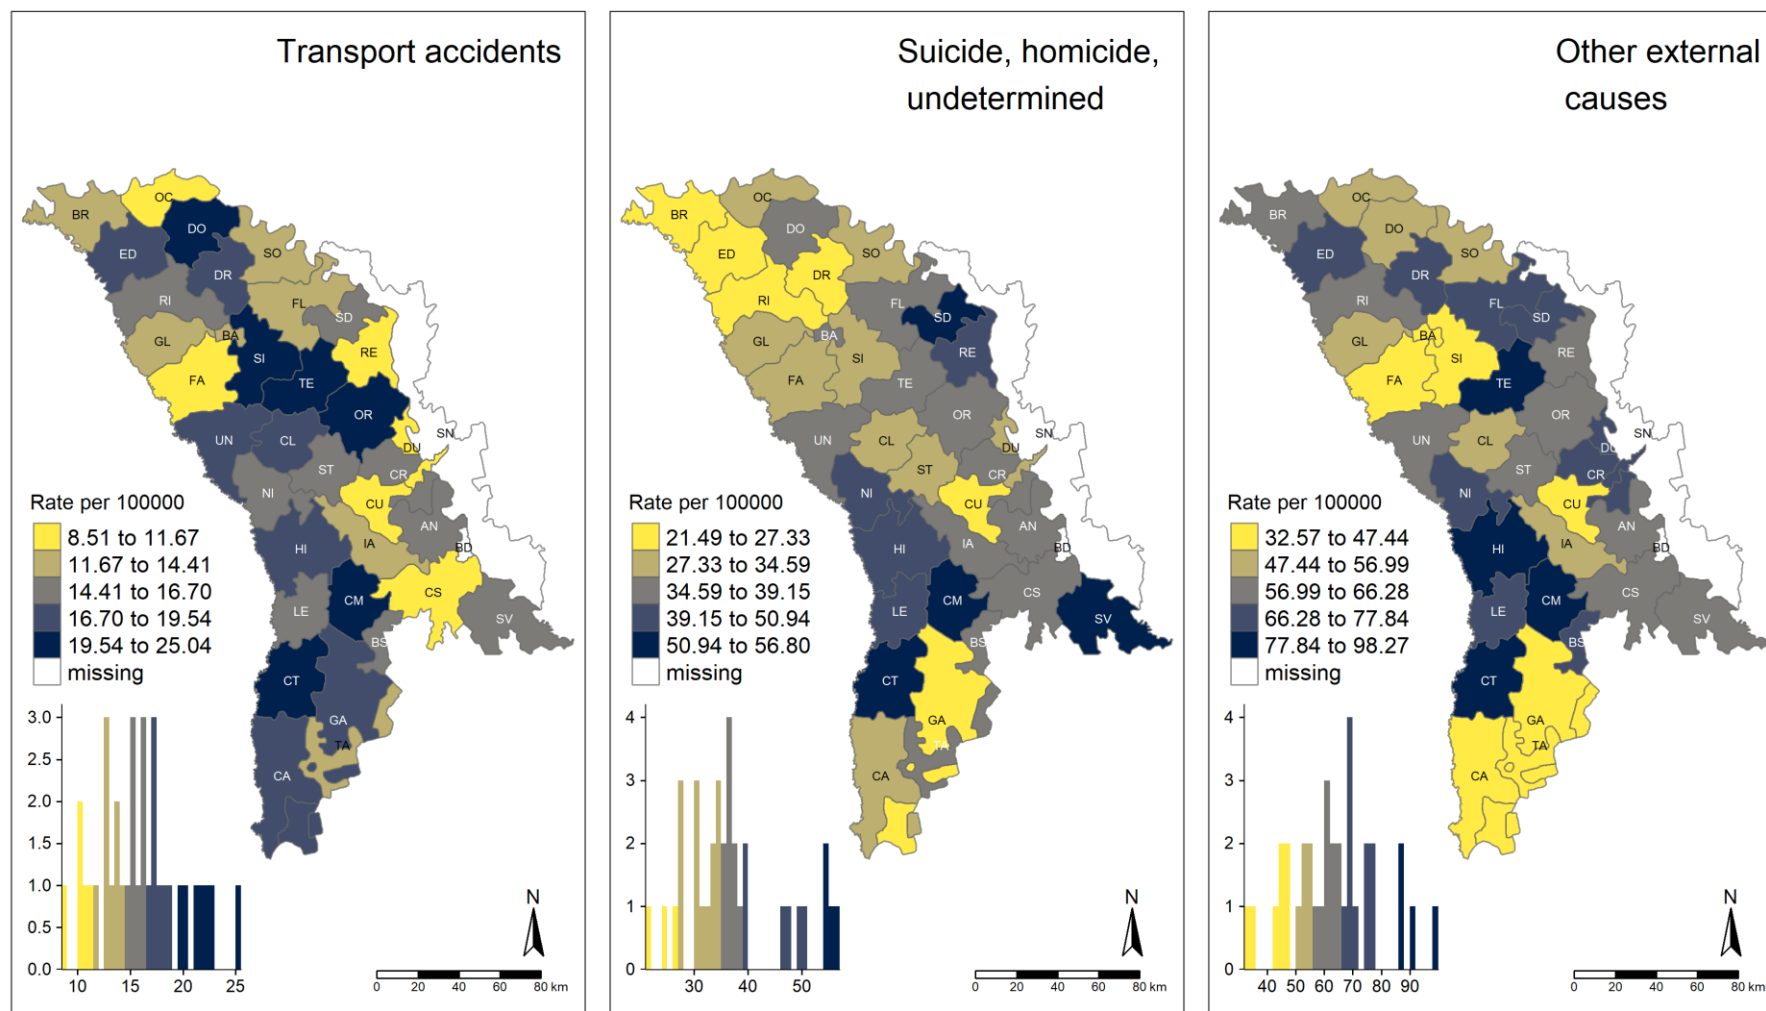 Transport accidents
OC
BR
DO
ED
SO
DR
RI
FL
SD
GL
BA
RE
SI
FA
TE
OR
UN
CL
SN
DU
ST
CR
NI
CU
AN
IA
HI
BD
CM
CS
LE
SV
BS
CT
GA
TA
CA
Rate per 100000
8.51 to 11.67
11.67 to 14.41
14.41 to 16.70
16.70 to 19.54
19.54 to 25.04
missing
3.0
2.5
2.0
1.5
1.0
0.5
0.0
10 15 20 25
N
0 20 40 60 80 km
Suicide, homicide,
undetermined
OC
BR
DO
ED
SO
DR
RI
FL
SD
BA
GL
RE
SI
FA
TE
OR
UN
CL
SN
DU
ST
CR
NI
CU
AN
IA
HI
BD
CM
CS
LE
SV
BS
CT
GA
TA
CA
Rate per 100000
21.49 to 27.33
27.33 to 34.59
34.59 to 39.15
39.15 to 50.94
50.94 to 56.80
missing
4
3
2
1
0
30 40 50
N
0 20 40 60 80 km
Other external
causes
OC
BR
DO
ED
SO
DR
RI
FL
SD
BA
GL
RE
SI
FA
TE
OR
UN
CL
SN
DU
ST
CR
NI
CU
AN
IA
HI
BD
CM
CS
LE
SV
BS
CT
GA
TA
CA
Rate per 100000
32.57 to 47.44
47.44 to 56.99
56.99 to 66.28
66.28 to 77.84
77.84 to 98.27
missing
4
3
2
1
0
40 50 60 70 80 90
N
0 20 40 60 80 km